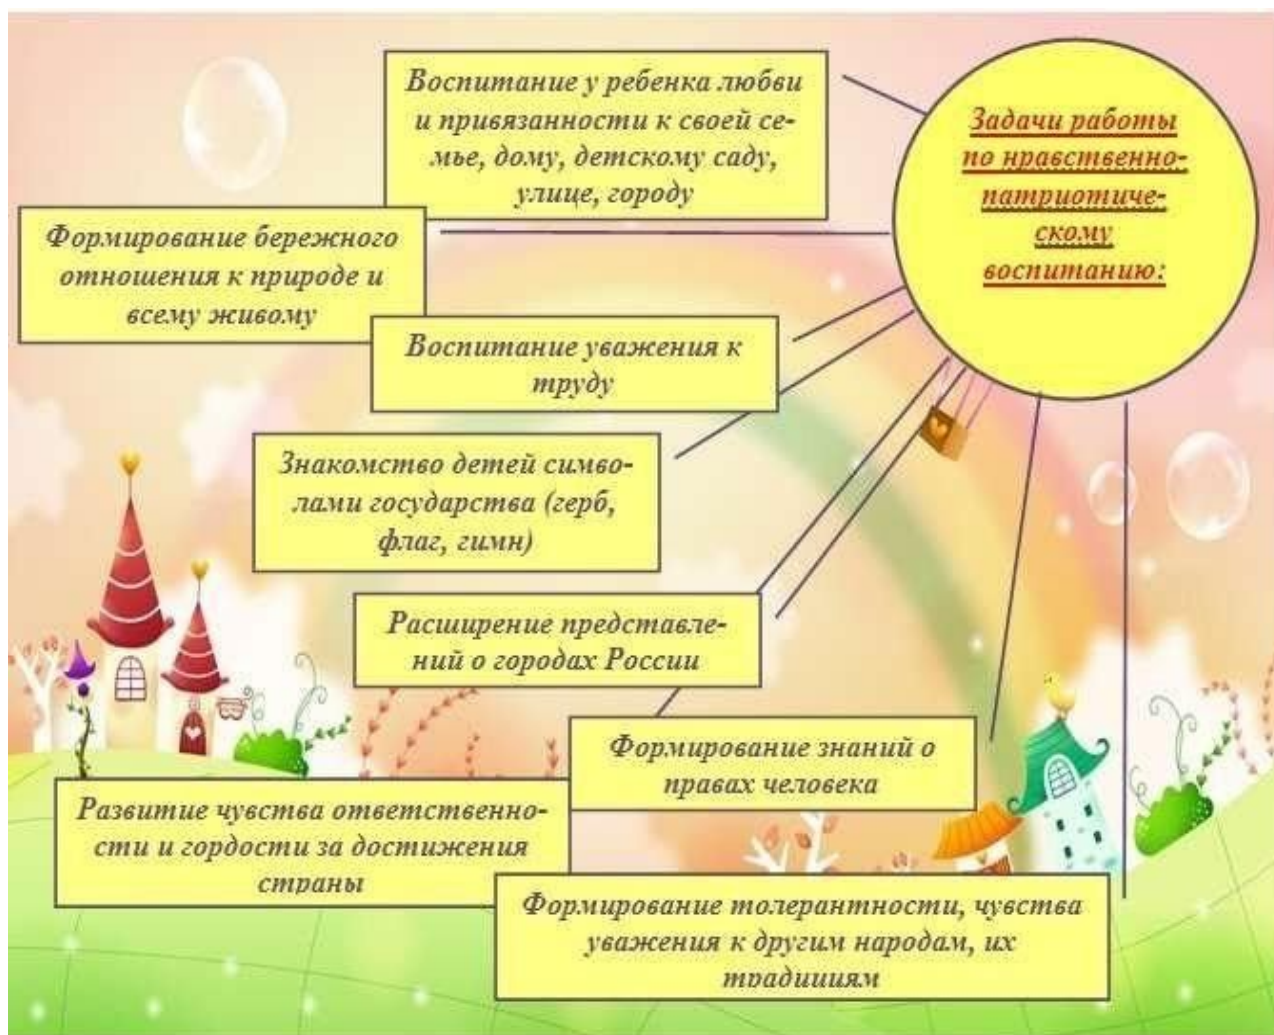 Задачи работы
по нравственно-
патриотиче-
скому
воспитанию:
Воспитание у ребенка любви
и привязанности к своей се-
мье, дому, детскому саду,
улице, городу
Формирование бережного
отношения к природе и
всему живому
Воспитание уважения к
труду
Знакомство детей симво-
лами государства (герб,
флаг, гимн)
Расширение представле-
ний о городах России
Формирование знаний о
правах человека
Развитие чувства ответственно-
сти и гордости за достижения
страны
Формирование толерантности, чувства
уважения к другим народам, их
традициям